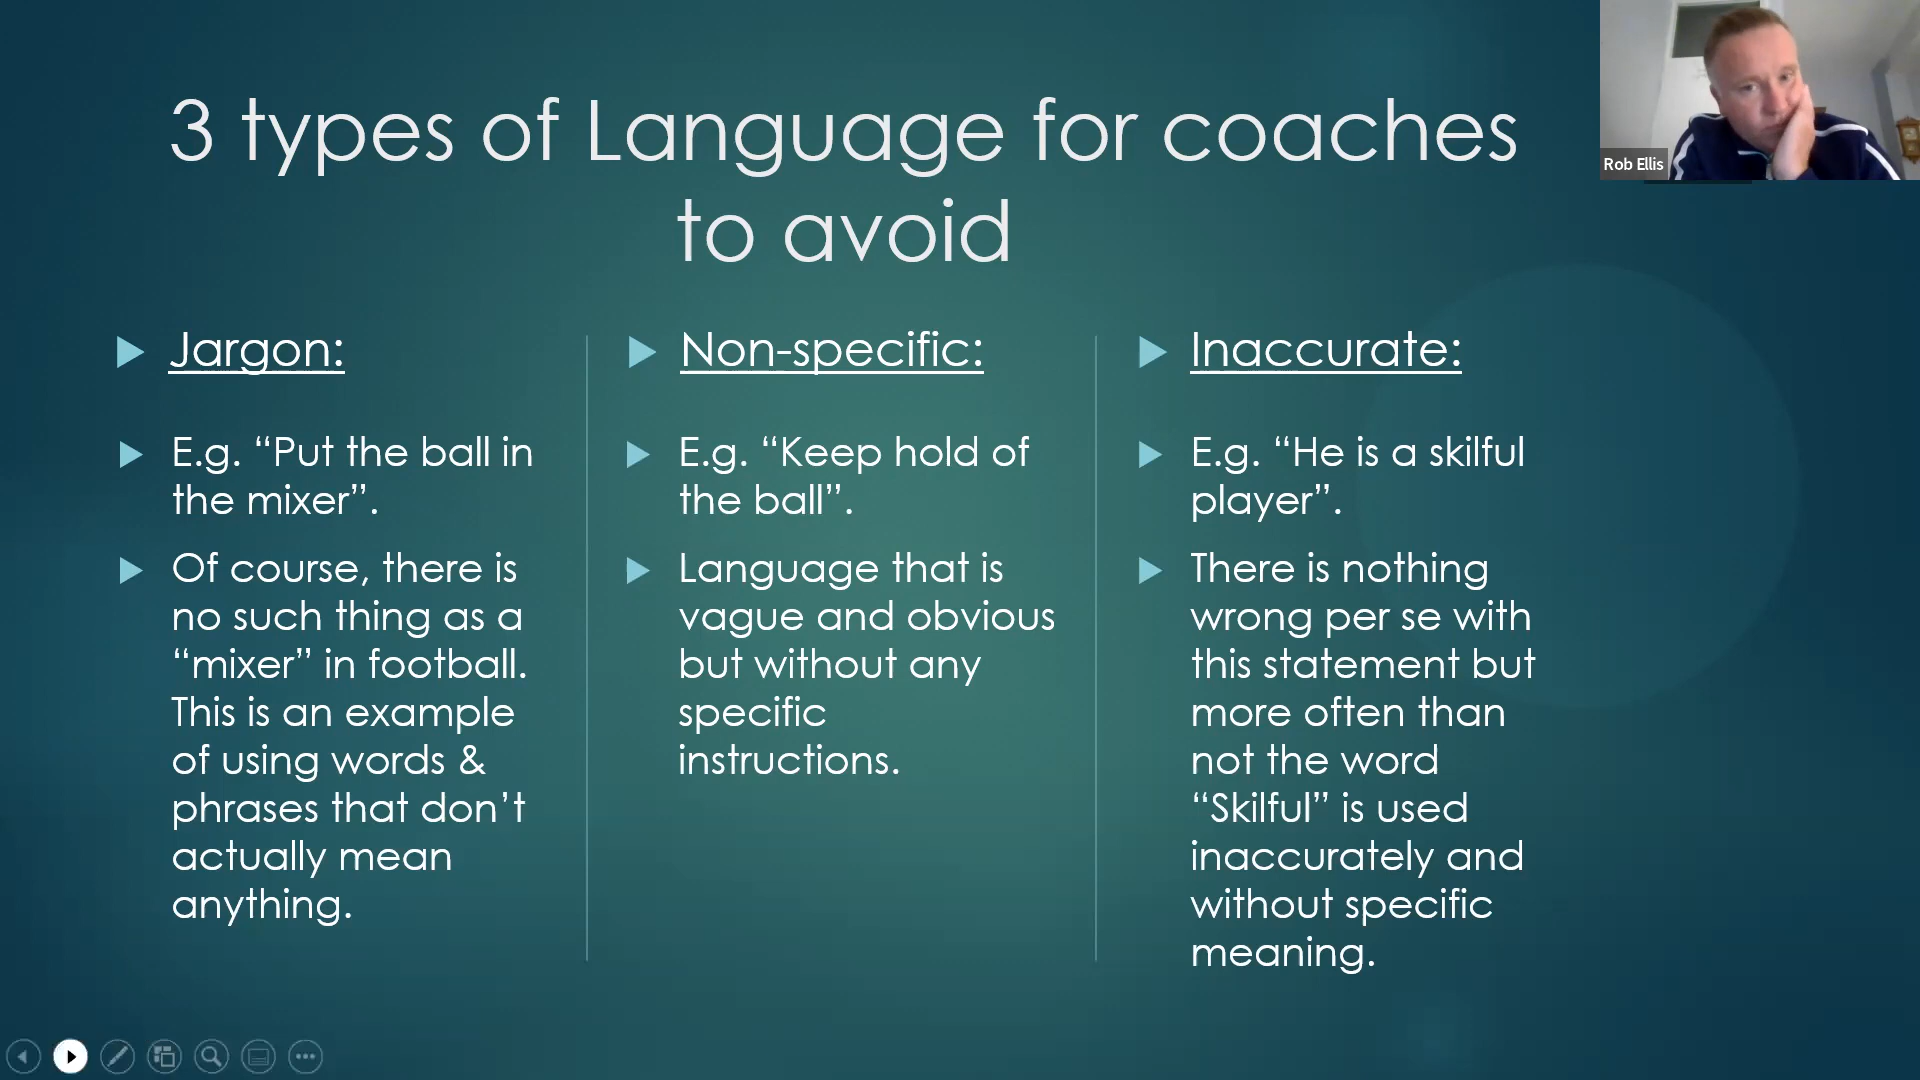 3 types of Language for coaches
to avoid
Rob Ellis
Jargon:
E.g. “Put the ball in
the mixer”.
Of course, there is
no such thing as a
“mixer” in football.
This is an example
of using words &
phrases that don’t
actually mean
anything.
Non-specific:
E.g. “Keep hold of
the ball”.
Language that is
vague and obvious
but without any
specific
instructions.
Inaccurate:
E.g. “He is a skilful
player”.
There is nothing
wrong per se with
this statement but
more often than
not the word
“Skilful” is used
inaccurately and
without specific
meaning.